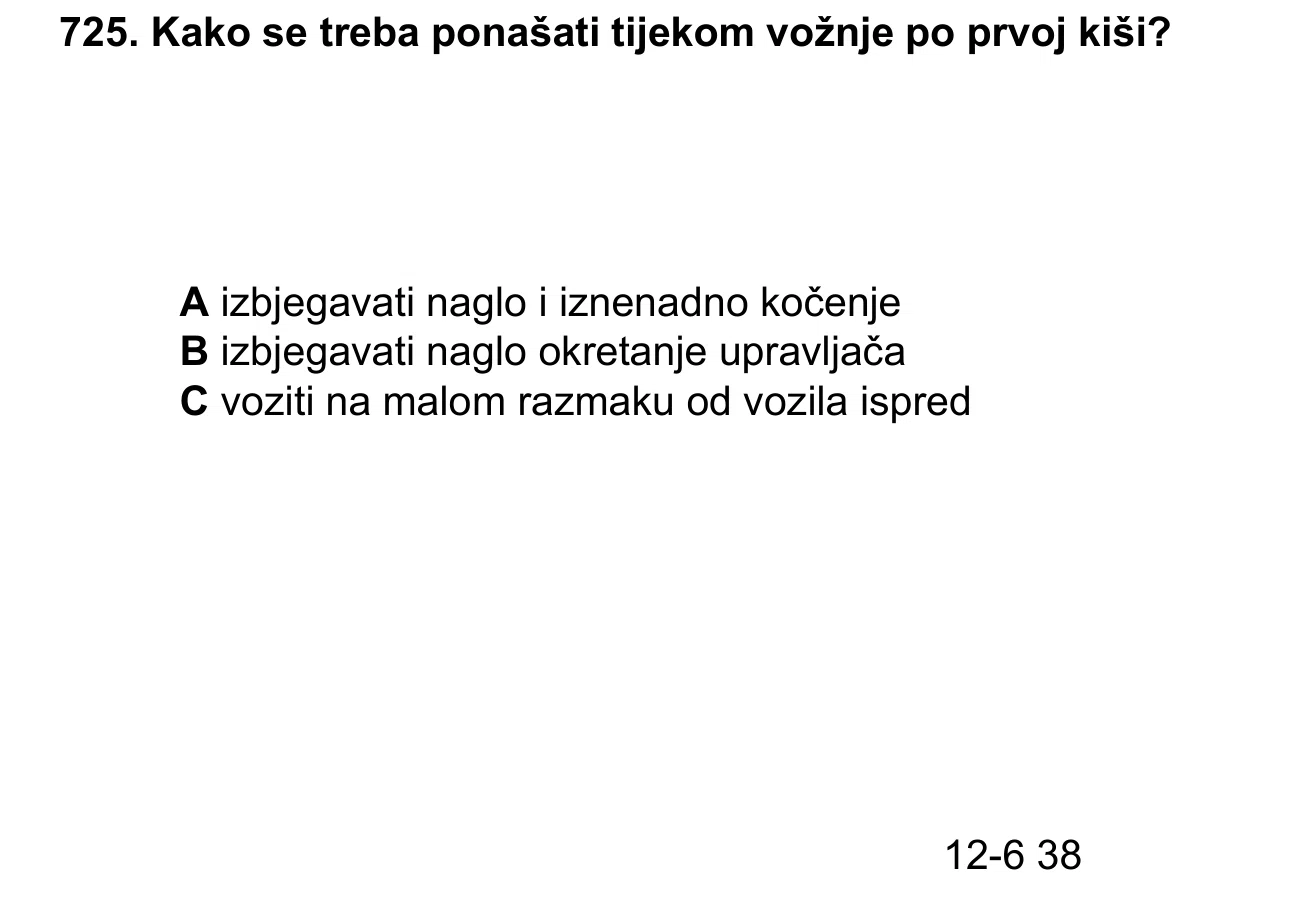 725. Kako se treba ponašati tijekom vožnje po prvoj kiši?
A izbjegavati naglo i iznenadno kočenje
B izbjegavati naglo okretanje upravljača
C voziti na malom razmaku od vozila ispred
12-6 38